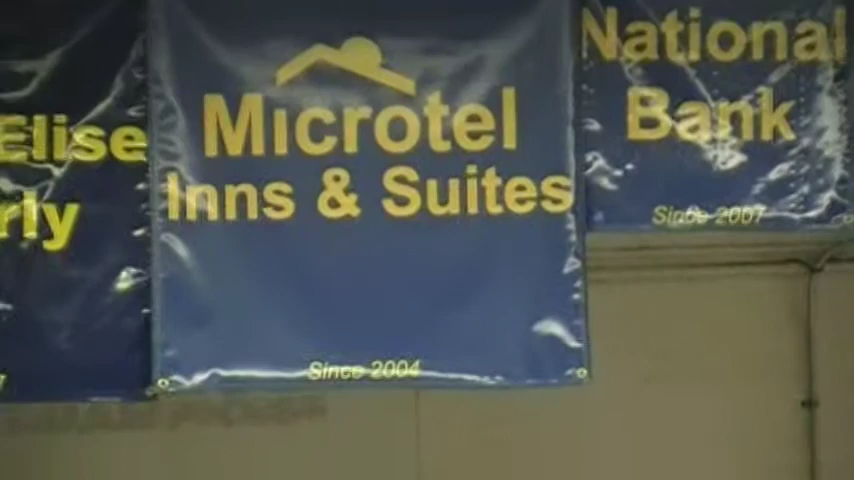 Elise
rly
Microtel
Inns & Suites
Since 2004
National
Bank
Since 2007